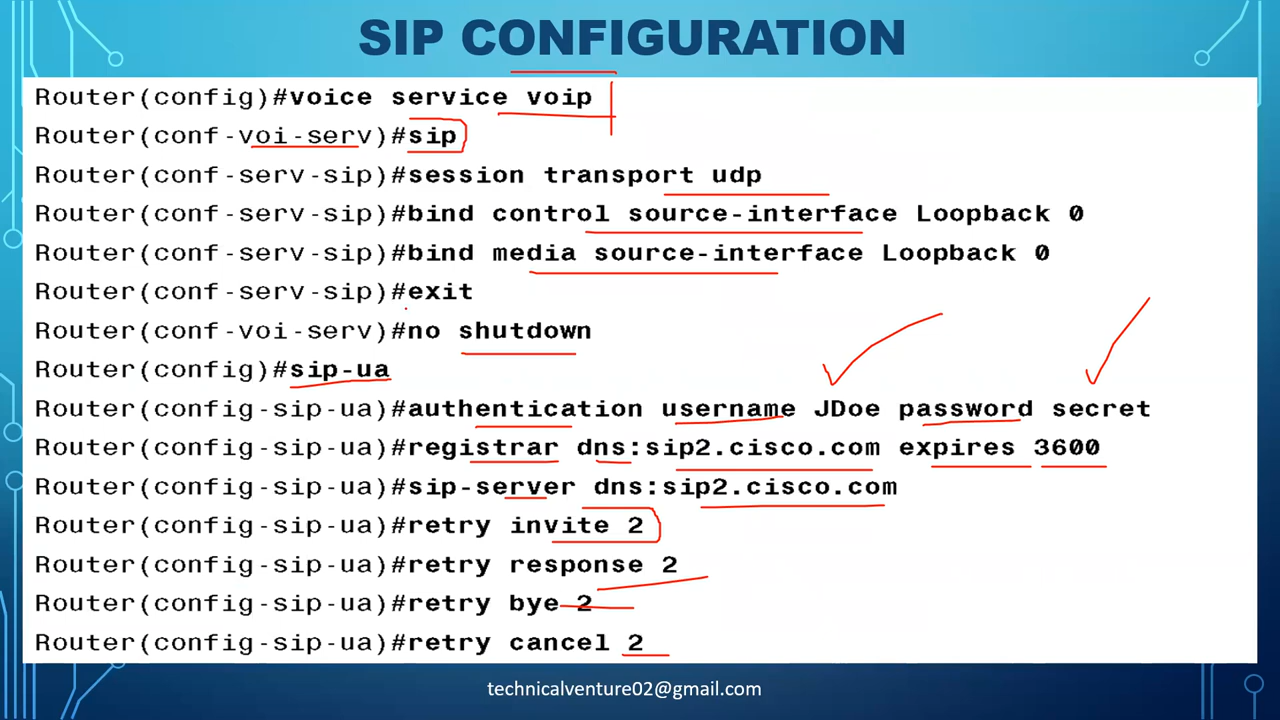 SIP CONFIGURATION
Router(config)#voice service voip
Router(conf-voi-serv)#sip
Router(conf-serv-sip)#session transport udp
Router(conf-serv-sip)#bind control source-interface Loopback 0
Router(conf-serv-sip)#bind media source-interface Loopback 0
Router(conf-serv-sip)#exit
Router(conf-voi-serv)#no shutdown
Router(config)#sip-ua
Router(config-sip-ua)#authentication username JDoe password secret
Router(config-sip-ua)#registrar dns:sip2.cisco.com expires 3600
Router(config-sip-ua)#sip-server dns:sip2.cisco.com
Router(config-sip-ua)#retry invite 2
Router(config-sip-ua)#retry response 2
Router(config-sip-ua)#retry bye 2
Router(config-sip-ua)#retry cancel 2
technicalventure02@gmail.com